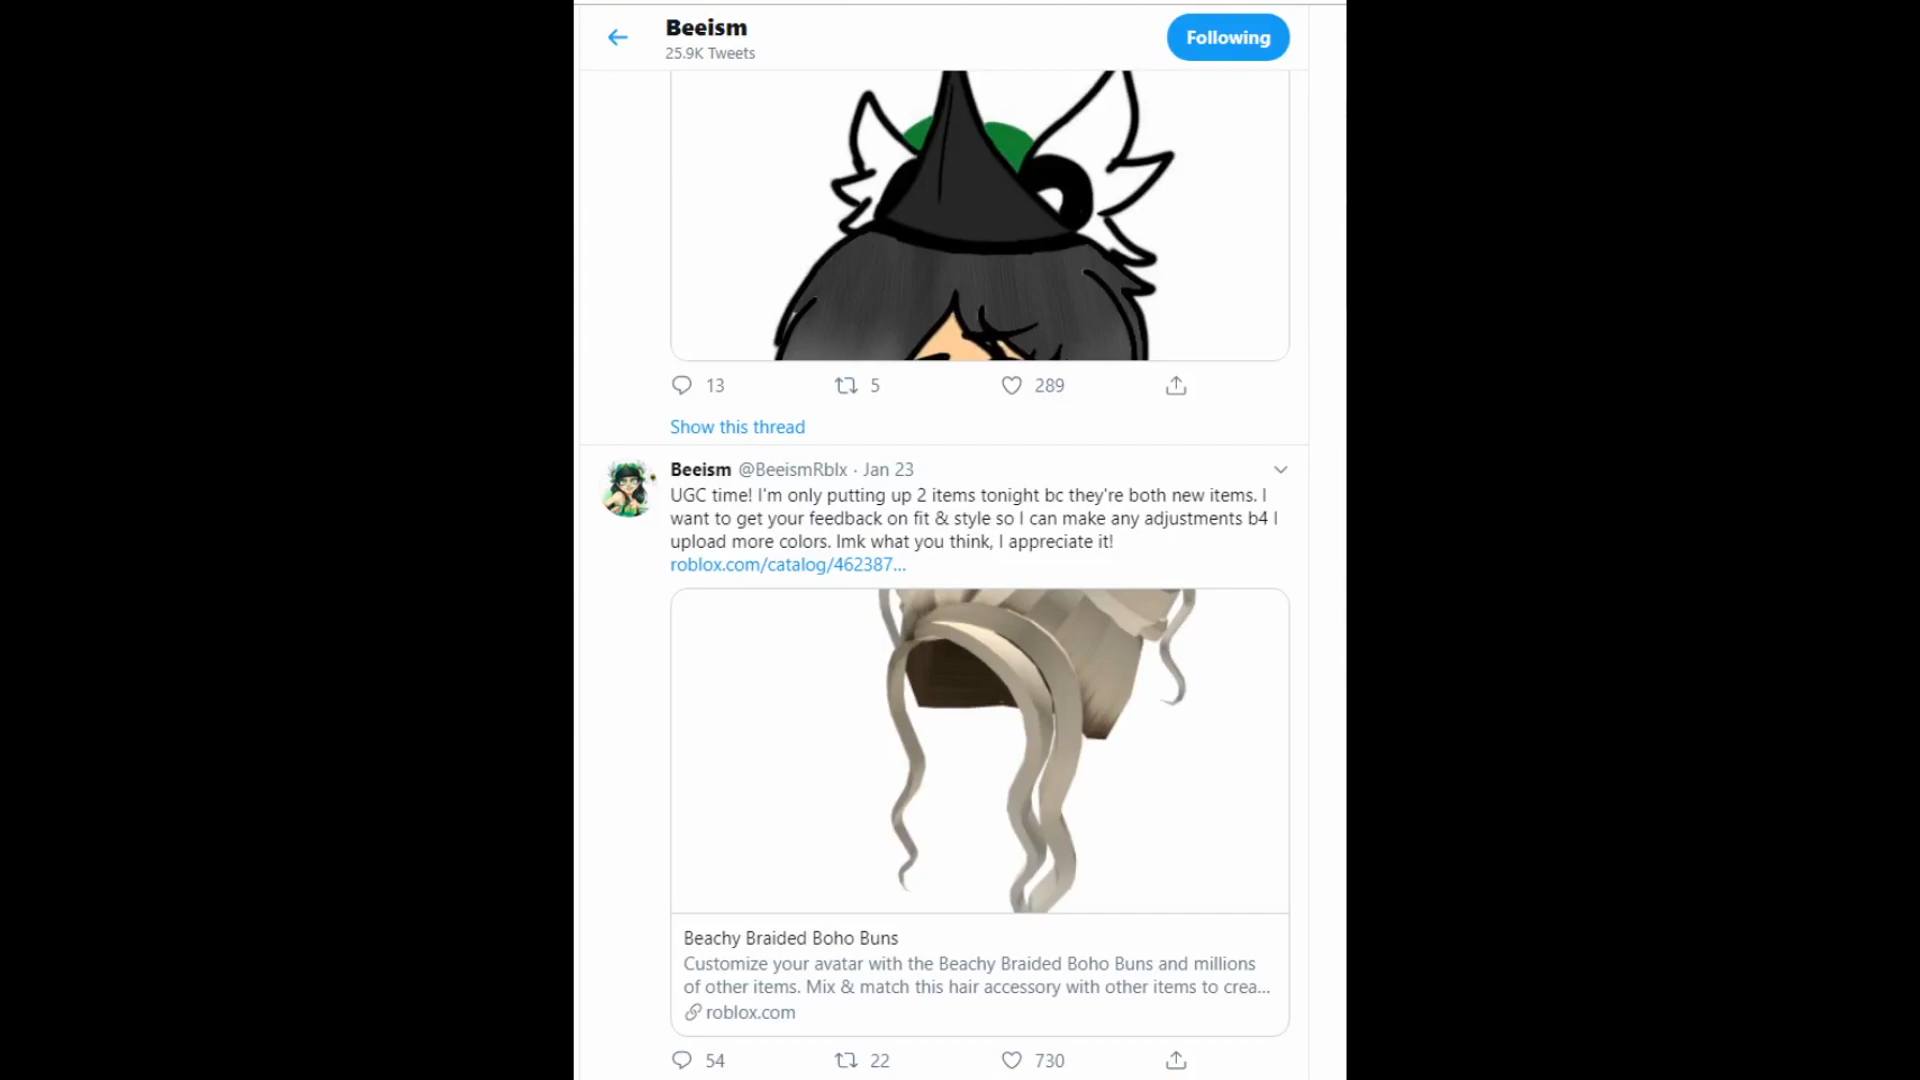 Beeism
25.9K Tweets
Following
13
5
289
Show this thread
Beeism @BeeismRblx · Jan 23
UGC time! I'm only putting up 2 items tonight bc they're both new items. I
want to get your feedback on fit & style so I can make any adjustments b4 I
upload more colors. lmk what you think, I appreciate it!
roblox.com/catalog/462387...
Beachy Braided Boho Buns
Customize your avatar with the Beachy Braided Boho Buns and millions
of other items. Mix & match this hair accessory with other items to crea...
roblox.com
54
22
730